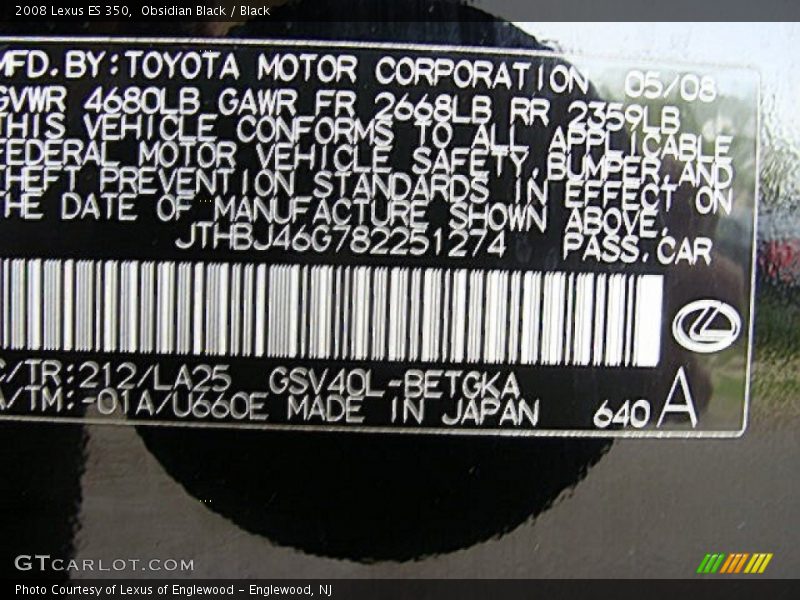 2008 Lexus ES 350, Obsidian Black / Black
MFD.BY:TOYOTA MOTOR CORPORATION 05/08
GVWR 4680LB GAWR FR 2668LB RR 2359LB
THIS VEHICLE CONFORMS TO ALL APPLICABLE
FEDERAL MOTOR VEHICLE SAFETY,BUMPER,AND
THEFT PREVENTION STANDARDS IN EFFECT ON
THE DATE OF MANUFACTURE SHOWN ABOVE.
JTHBJ46G782251274 PASS.CAR
C/TR:212/LA25 GSV40L-BETGKA
A/TM:-01A/U660E MADE IN JAPAN 640 A
GTCARLOT.COM
Photo Courtesy of Lexus of Englewood - Englewood, NJ